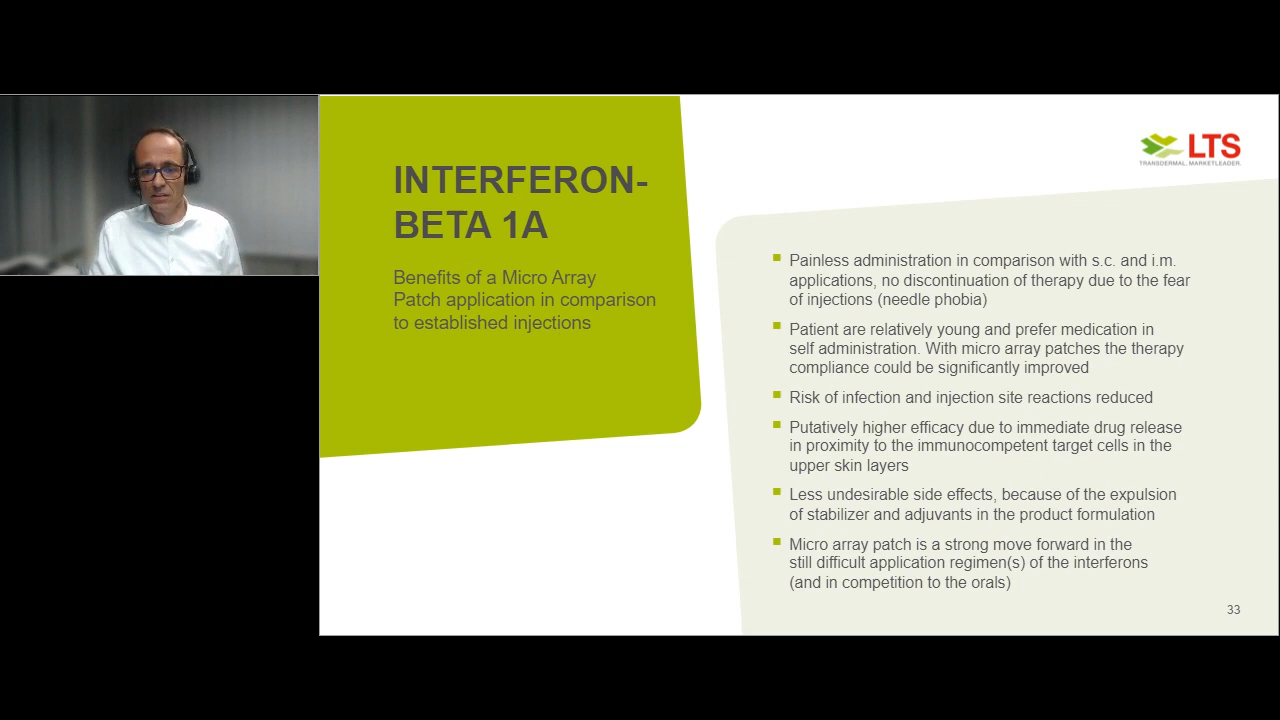 INTERFERON-
BETA 1A
Benefits of a Micro Array
Patch application in comparison
to established injections
LTS
TRANSDERMAL. MARKETLEADER.
Painless administration in comparison with s.c. and i.m.
applications, no discontinuation of therapy due to the fear
of injections (needle phobia)
Patient are relatively young and prefer medication in
self administration. With micro array patches the therapy
compliance could be significantly improved
Risk of infection and injection site reactions reduced
Putatively higher efficacy due to immediate drug release
in proximity to the immunocompetent target cells in the
upper skin layers
Less undesirable side effects, because of the expulsion
of stabilizer and adjuvants in the product formulation
Micro array patch is a strong move forward in the
still difficult application regimen(s) of the interferons
(and in competition to the orals)
33